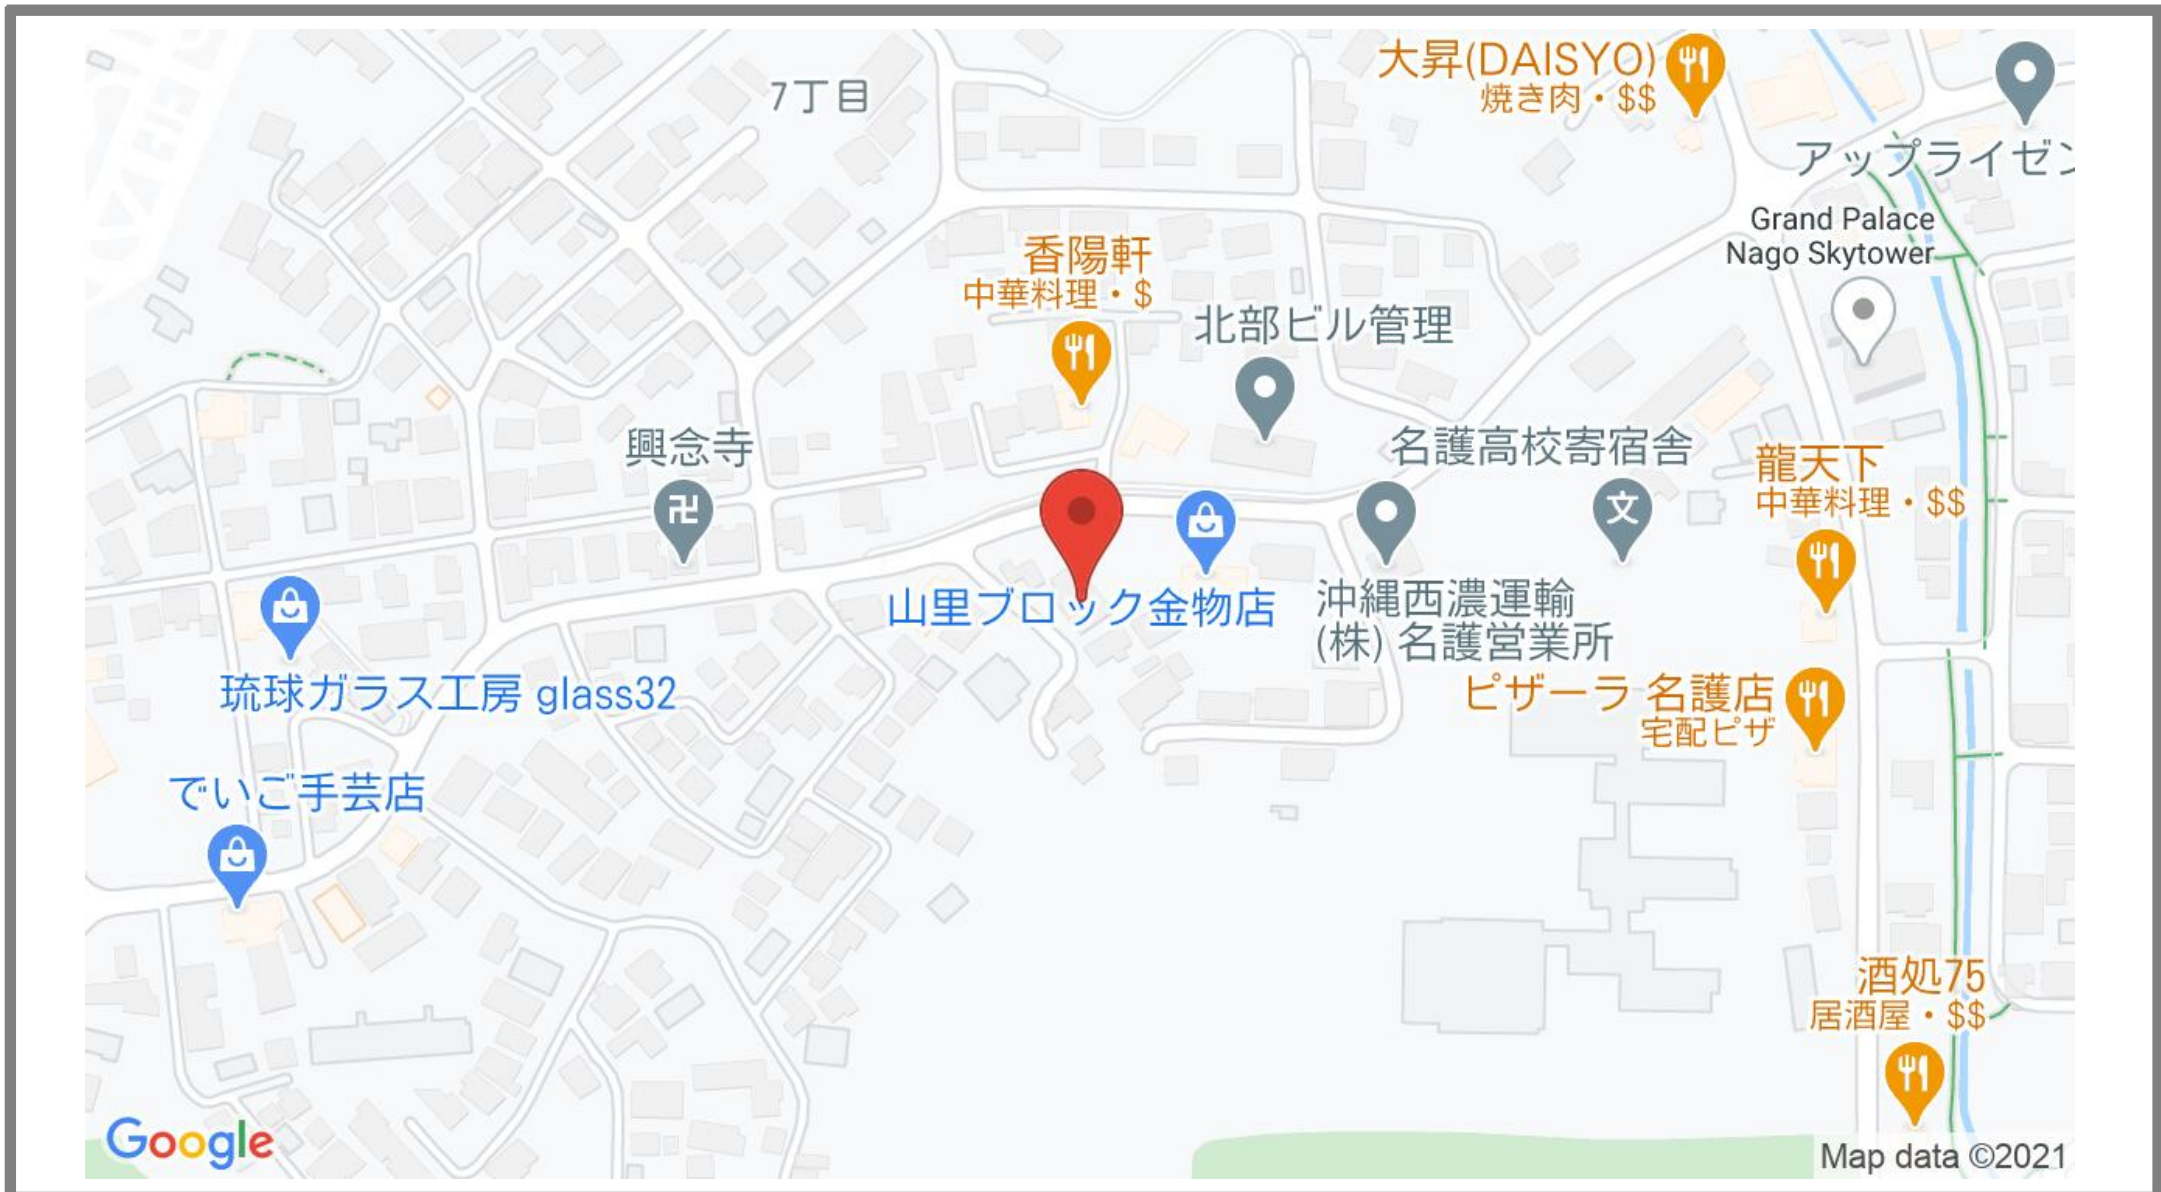 大昇(DAISYO)
焼き肉・$$
7丁目
アップライゼン
Grand Palace
Nago Skytower
香陽軒
中華料理・$
北部ビル管理
興念寺
卍
名護高校寄宿舎
文
龍天下
中華料理・$$
山里ブロック金物店
沖縄西濃運輸
(株) 名護営業所
琉球ガラス工房 glass32
ピザーラ 名護店
宅配ピザ
でいご手芸店
酒処75
居酒屋・$$
Google
Map data ©2021